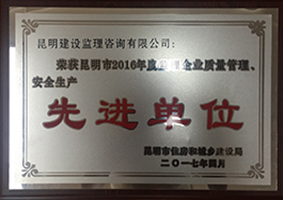 昆明建设监理咨询有限公司：
荣获昆明市2016年度监理企业质量管理、
安全生产
先进单位
昆明市住房和城乡建设局
二〇一七年四月